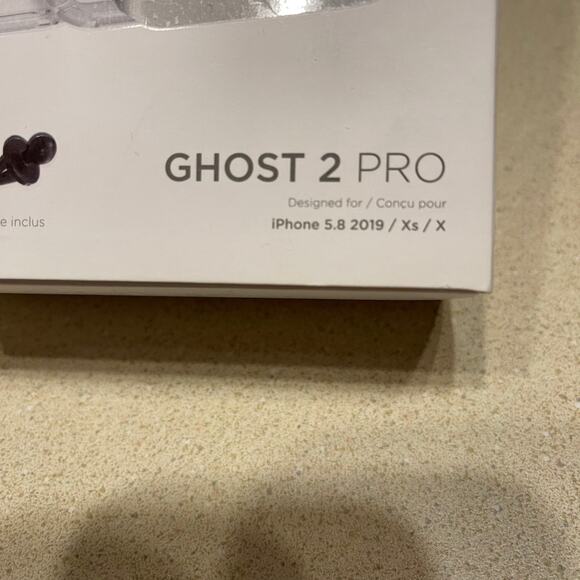 GHOST 2 PRO
Designed for / Conçu pour
iPhone 5.8 2019 / Xs / X
e inclus